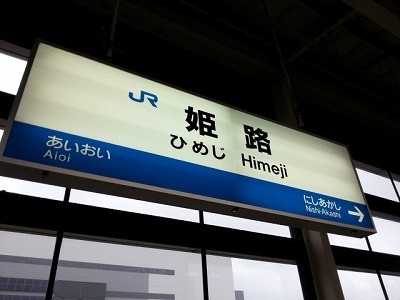 JR 姫路
ひめじ Himeji
あいおい にしあかし
Aioi Nishi-Akashi →